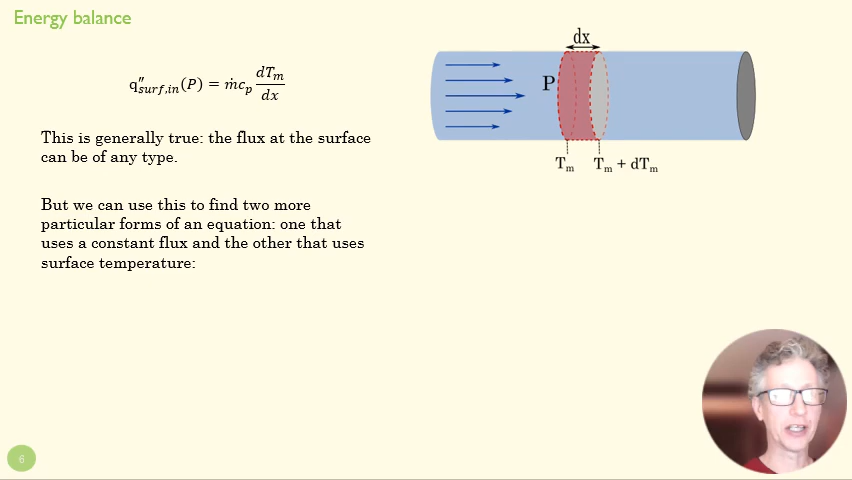 Energy balance
q″surf,in(P) = ṁcp dTm/dx
This is generally true: the flux at the surface
can be of any type.
But we can use this to find two more
particular forms of an equation: one that
uses a constant flux and the other that uses
surface temperature:
dx
P
Tm
Tm + dTm
6